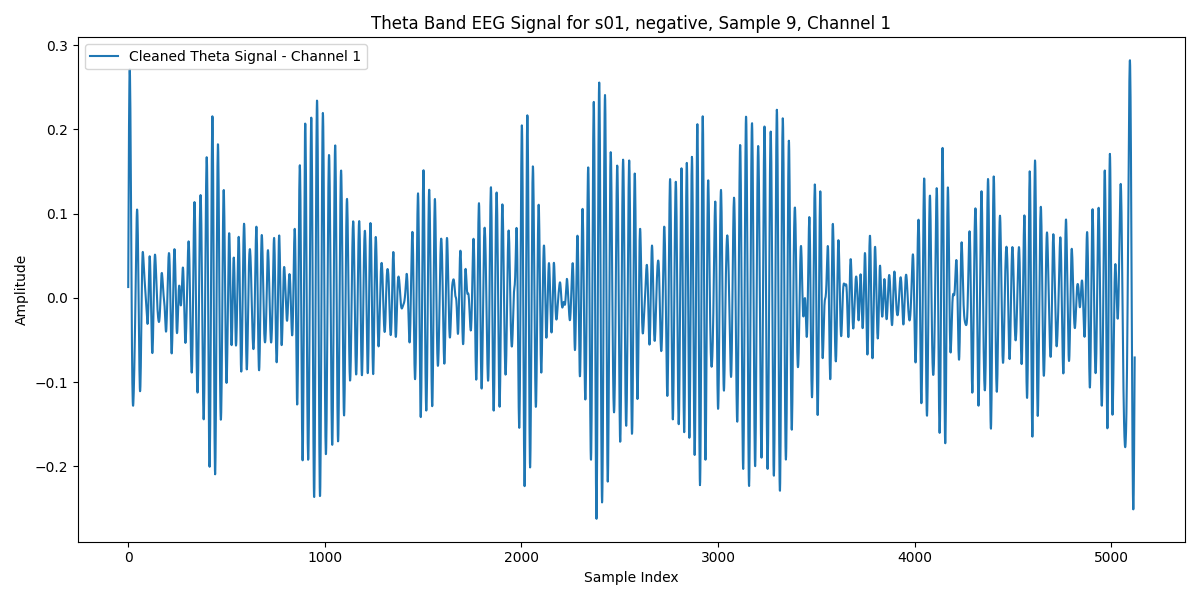 Theta Band EEG Signal for s01, negative, Sample 9, Channel 1
Cleaned Theta Signal - Channel 1
0.3
0.2
0.1
0.0
−0.1
−0.2
Amplitude
0 1000 2000 3000 4000 5000
Sample Index